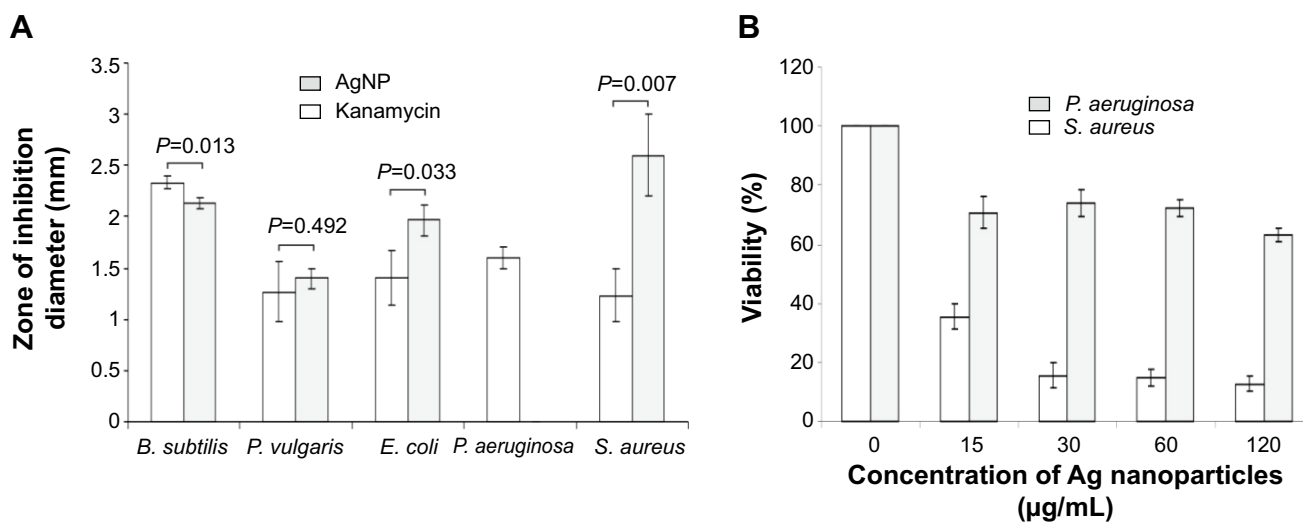 A
Zone of inhibition
diameter (mm)
3.5
3
2.5
2
1.5
1
0.5
0
AgNP
Kanamycin
P=0.013
P=0.492
P=0.033
P=0.007
B. subtilis
P. vulgaris
E. coli
P. aeruginosa
S. aureus
B
Viability (%)
120
100
80
60
40
20
0
P. aeruginosa
S. aureus
0
15
30
60
120
Concentration of Ag nanoparticles
(µg/mL)